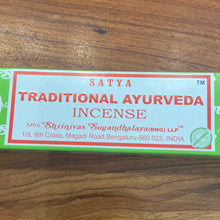 SATYA
TRADITIONAL AYURVEDA
INCENSE
Mfrs: Shrinivas Sugandhalaya (BNG) LLP
1/9, 8th Cross, Magadi Road, Bengaluru-560 023, INDIA
TM